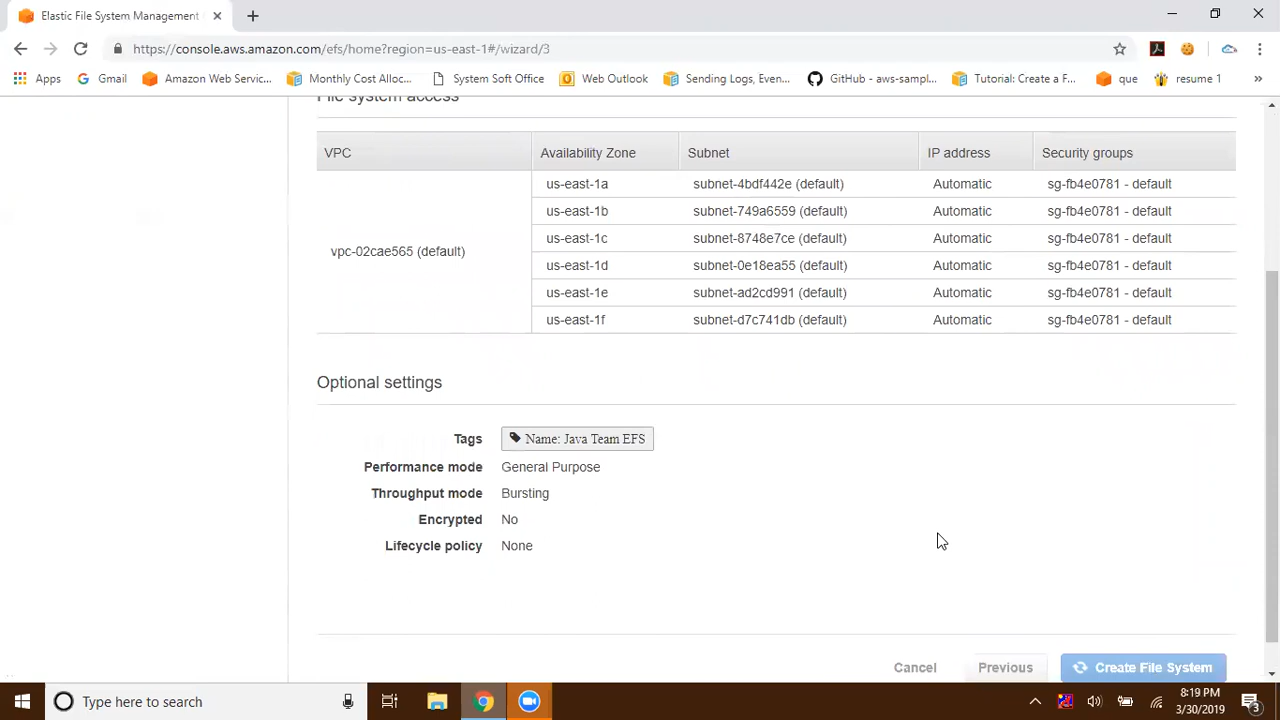 Elastic File System Management
https://console.aws.amazon.com/efs/home?region=us-east-1#/wizard/3
Apps Gmail Amazon Web Servic... Monthly Cost Alloc... System Soft Office Web Outlook Sending Logs, Even... GitHub - aws-sampl... Tutorial: Create a F... que resume 1 »
File system access
VPC Availability Zone Subnet IP address Security groups
us-east-1a subnet-4bdf442e (default) Automatic sg-fb4e0781 - default
us-east-1b subnet-749a6559 (default) Automatic sg-fb4e0781 - default
us-east-1c subnet-8748e7ce (default) Automatic sg-fb4e0781 - default
vpc-02cae565 (default)
us-east-1d subnet-0e18ea55 (default) Automatic sg-fb4e0781 - default
us-east-1e subnet-ad2cd991 (default) Automatic sg-fb4e0781 - default
us-east-1f subnet-d7c741db (default) Automatic sg-fb4e0781 - default
Optional settings
Tags Name: Java Team EFS
Performance mode General Purpose
Throughput mode Bursting
Encrypted No
Lifecycle policy None
Cancel Previous Create File System
Type here to search
8:19 PM
3/30/2019
3